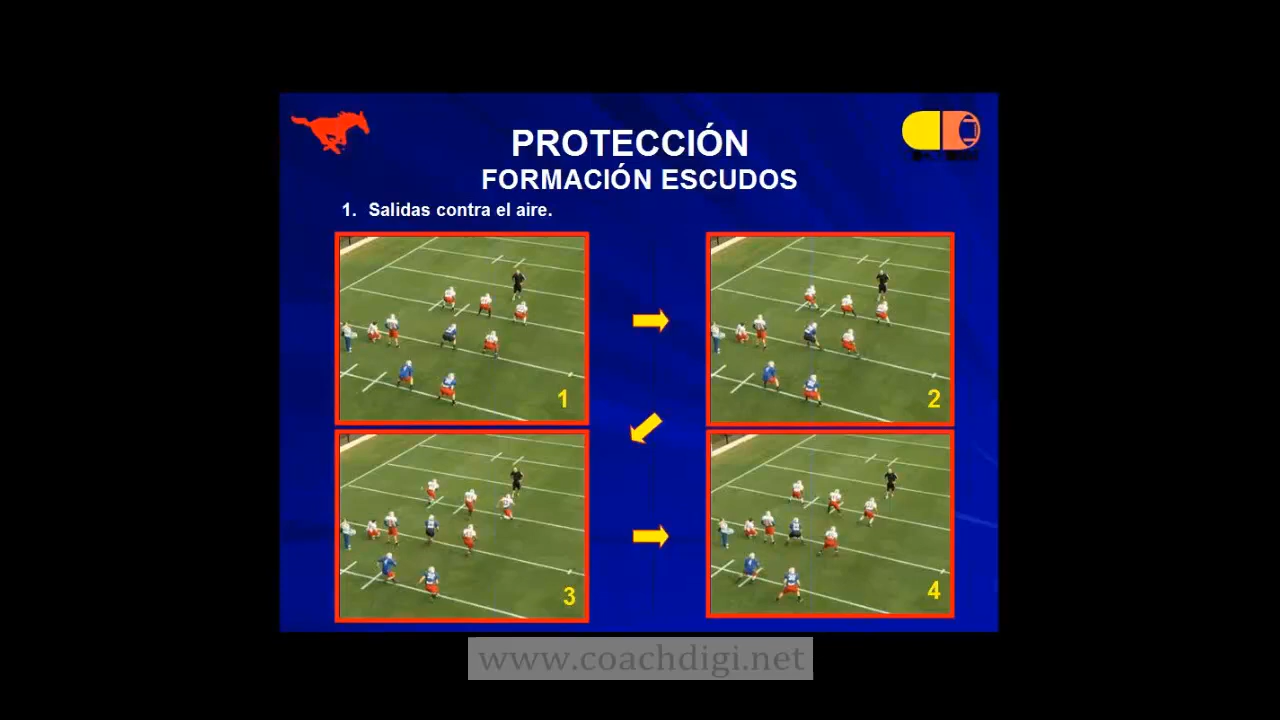 PROTECCIÓN
FORMACIÓN ESCUDOS
1. Salidas contra el aire.
1
2
3
4
www.coachdigi.net